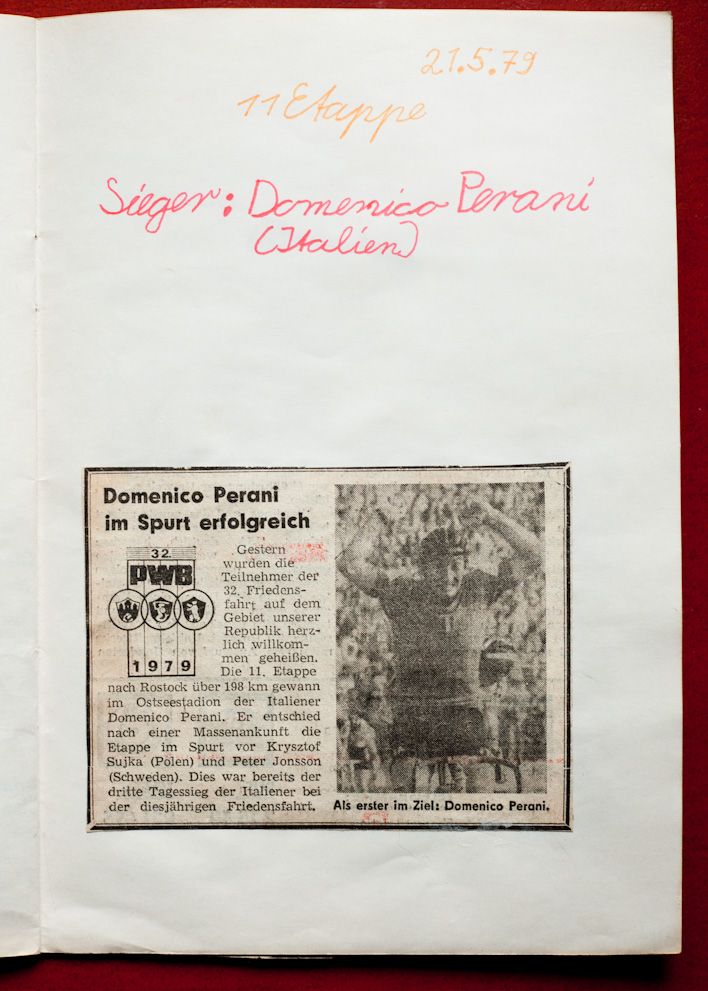 21.5.79
11 Etappe
Sieger: Domenico Perani
(Italien)
Domenico Perani
im Spurt erfolgreich
32.
PWB
1979
Gestern
wurden die
Teilnehmer der
32. Friedens-
fahrt auf dem
Gebiet unserer
Republik herz-
lich willkom-
men geheißen.
Die 11. Etappe
nach Rostock über 198 km gewann
im Ostseestadion der Italiener
Domenico Perani. Er entschied
nach einer Massenankunft die
Etappe im Spurt vor Krysztof
Sujka (Polen) und Peter Jonsson
(Schweden). Dies war bereits der
dritte Tagessieg der Italiener bei
der diesjährigen Friedensfahrt.
Als erster im Ziel: Domenico Perani.